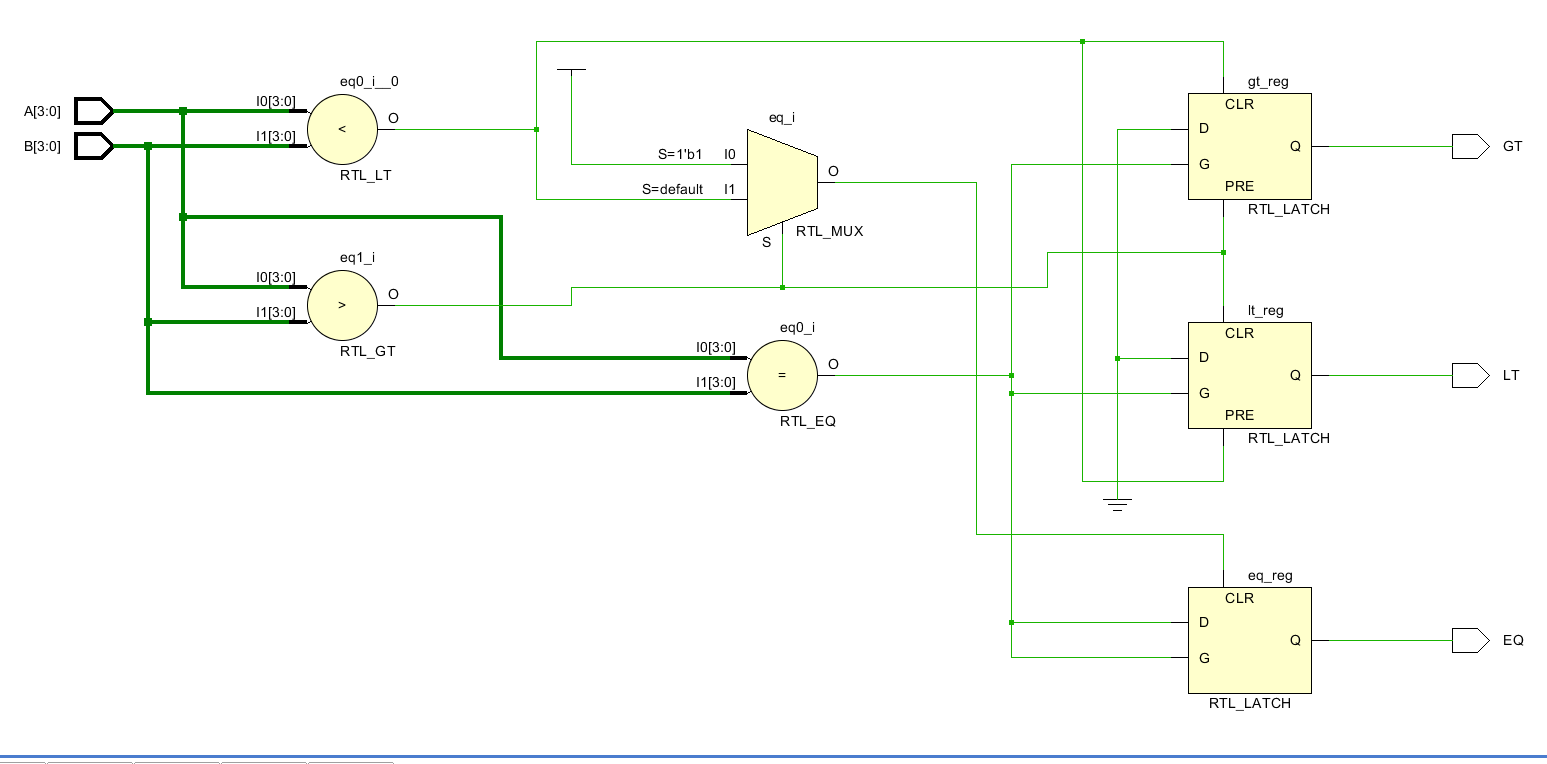 eq0_i__0
A[3:0]
I0[3:0]
<
O
B[3:0]
I1[3:0]
RTL_LT
eq1_i
I0[3:0]
>
O
I1[3:0]
RTL_GT
eq_i
S=1'b1 I0
S=default I1
O
S
RTL_MUX
eq0_i
I0[3:0]
=
O
I1[3:0]
RTL_EQ
gt_reg
CLR
D
G
Q
PRE
RTL_LATCH
GT
lt_reg
CLR
D
G
Q
PRE
RTL_LATCH
LT
eq_reg
CLR
D
G
Q
RTL_LATCH
EQ